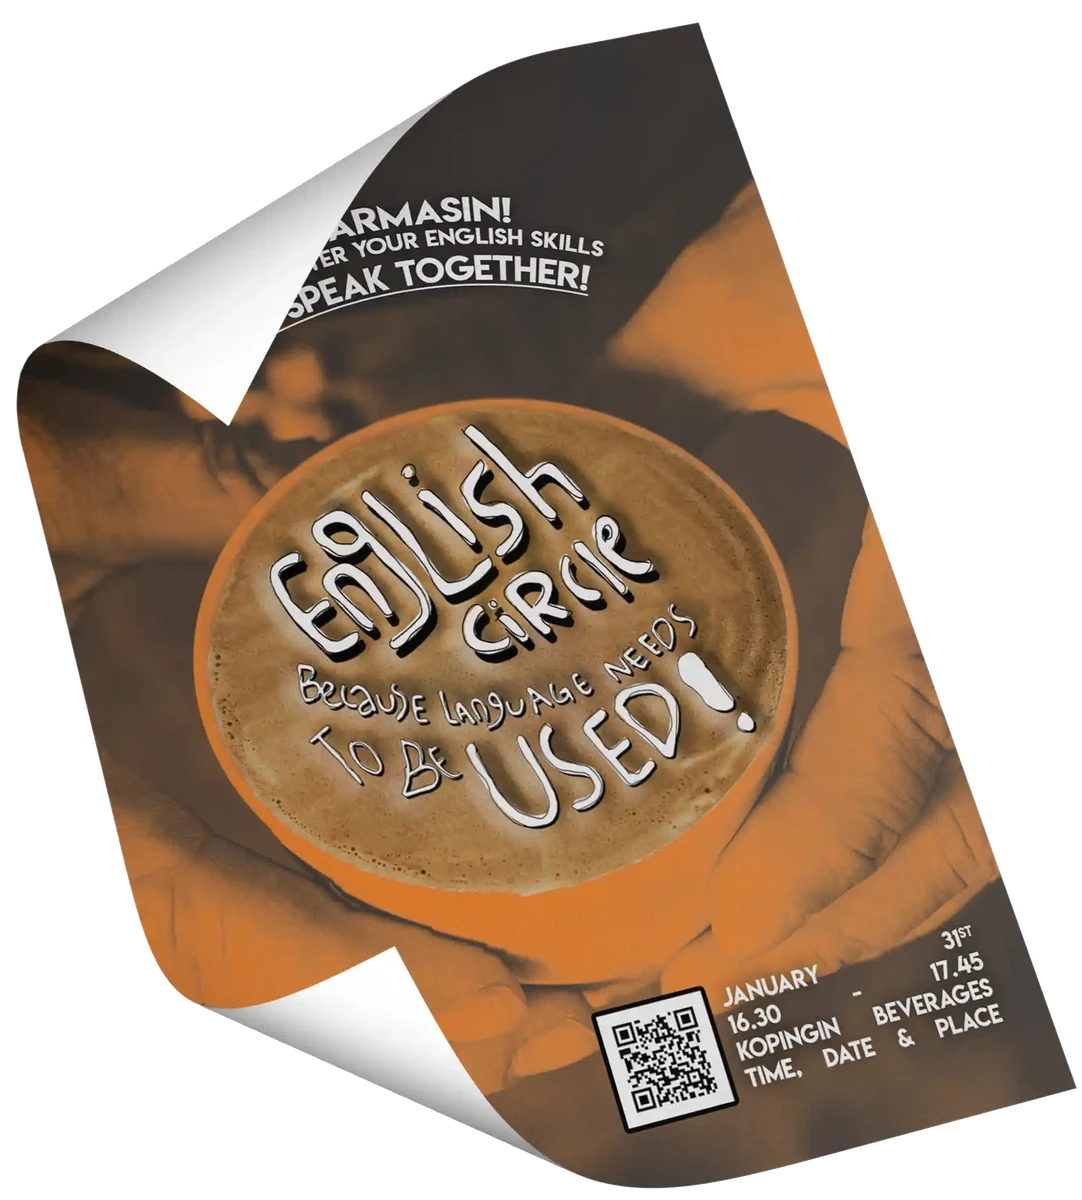 ARMASIN!
TER YOUR ENGLISH SKILLS
SPEAK TOGETHER!
EngLish
CiRcle
Because Language NEEDS
To BE USED!
JANUARY 31ST
16.30 - 17.45
KOPINGIN BEVERAGES
TIME, DATE & PLACE